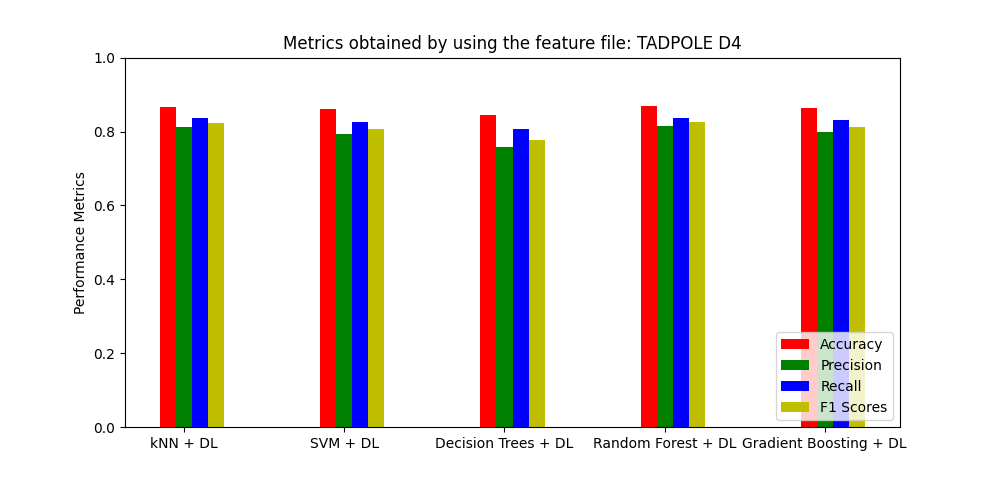 Metrics obtained by using the feature file: TADPOLE D4
1.0
0.8
0.6
0.4
0.2
0.0
Performance Metrics
Accuracy
Precision
Recall
F1 Scores
kNN + DL
SVM + DL
Decision Trees + DL
Random Forest + DL
Gradient Boosting + DL